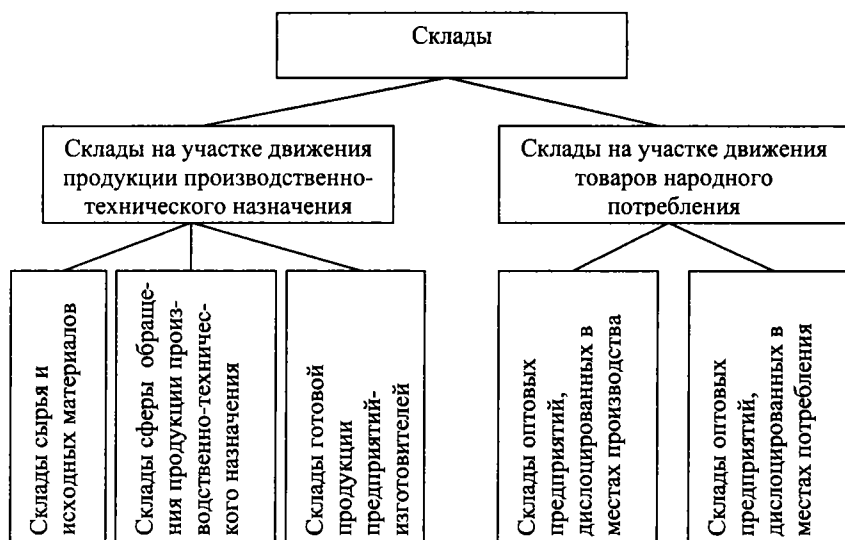 Склады
Склады на участке движения
продукции производственно-
технического назначения
Склады на участке движения
товаров народного
потребления
Склады сырья и
исходных материалов
Склады сферы обраще-
ния продукции произ-
водственно-техничес-
кого назначения
Склады готовой
продукции
предприятий-
изготовителей
Склады оптовых
предприятий,
дислоцированных в
местах производства
Склады оптовых
предприятий,
дислоцированных в
местах потребления